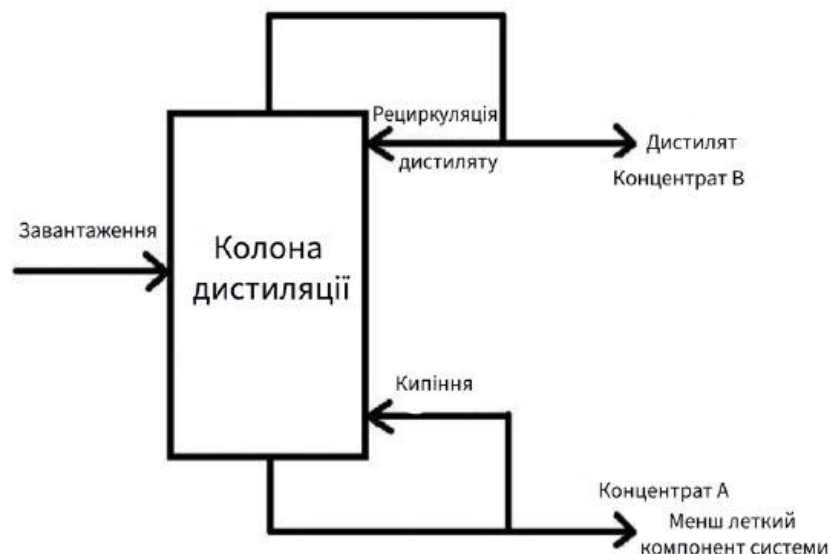 Рециркуляція
дистиляту
Дистилят
Концентрат В
Завантаження
Колона
дистиляції
Кипіння
Концентрат А
Менш леткий
компонент системи